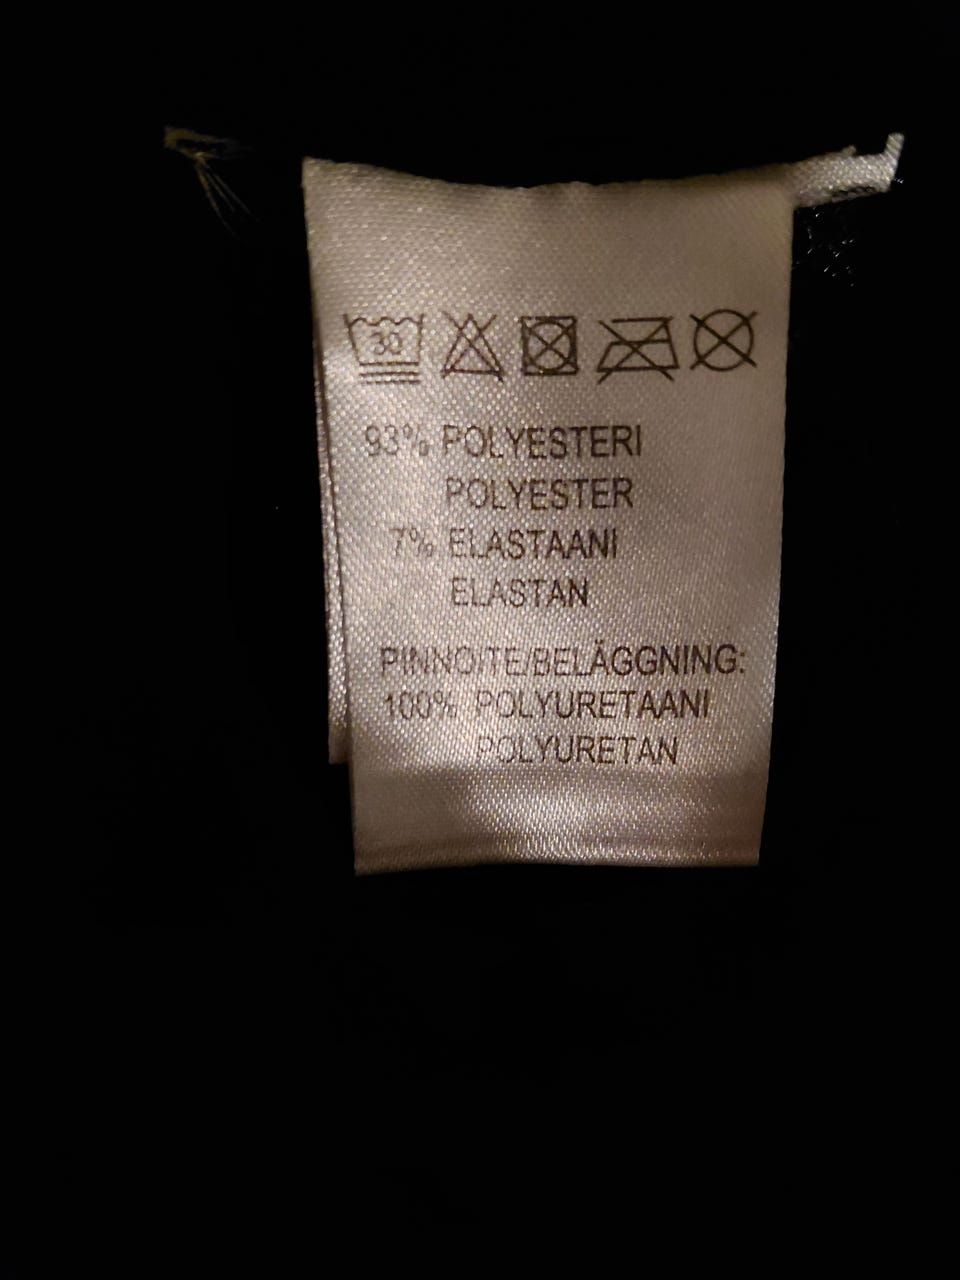 30
93% POLYESTERI
POLYESTER
7% ELASTAANI
ELASTAN
PINNOITE/BELÄGGNING:
100% POLYURETAANI
POLYURETAN